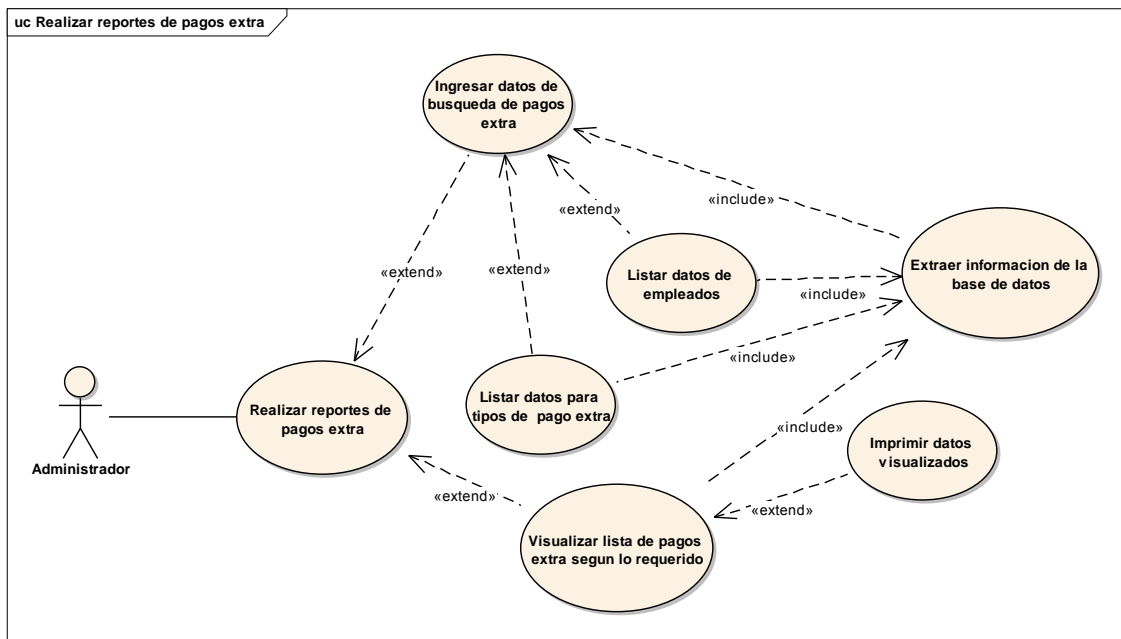 uc Realizar reportes de pagos extra
Ingresar datos de
busqueda de pagos
extra
«include»
«extend»
Extraer informacion de la
base de datos
«extend»
«extend»
Listar datos de
empleados
«include»
«include»
Realizar reportes de
pagos extra
Listar datos para
tipos de pago extra
Administrador
«include»
Imprimir datos
visualizados
«extend»
«extend»
Visualizar lista de pagos
extra segun lo requerido